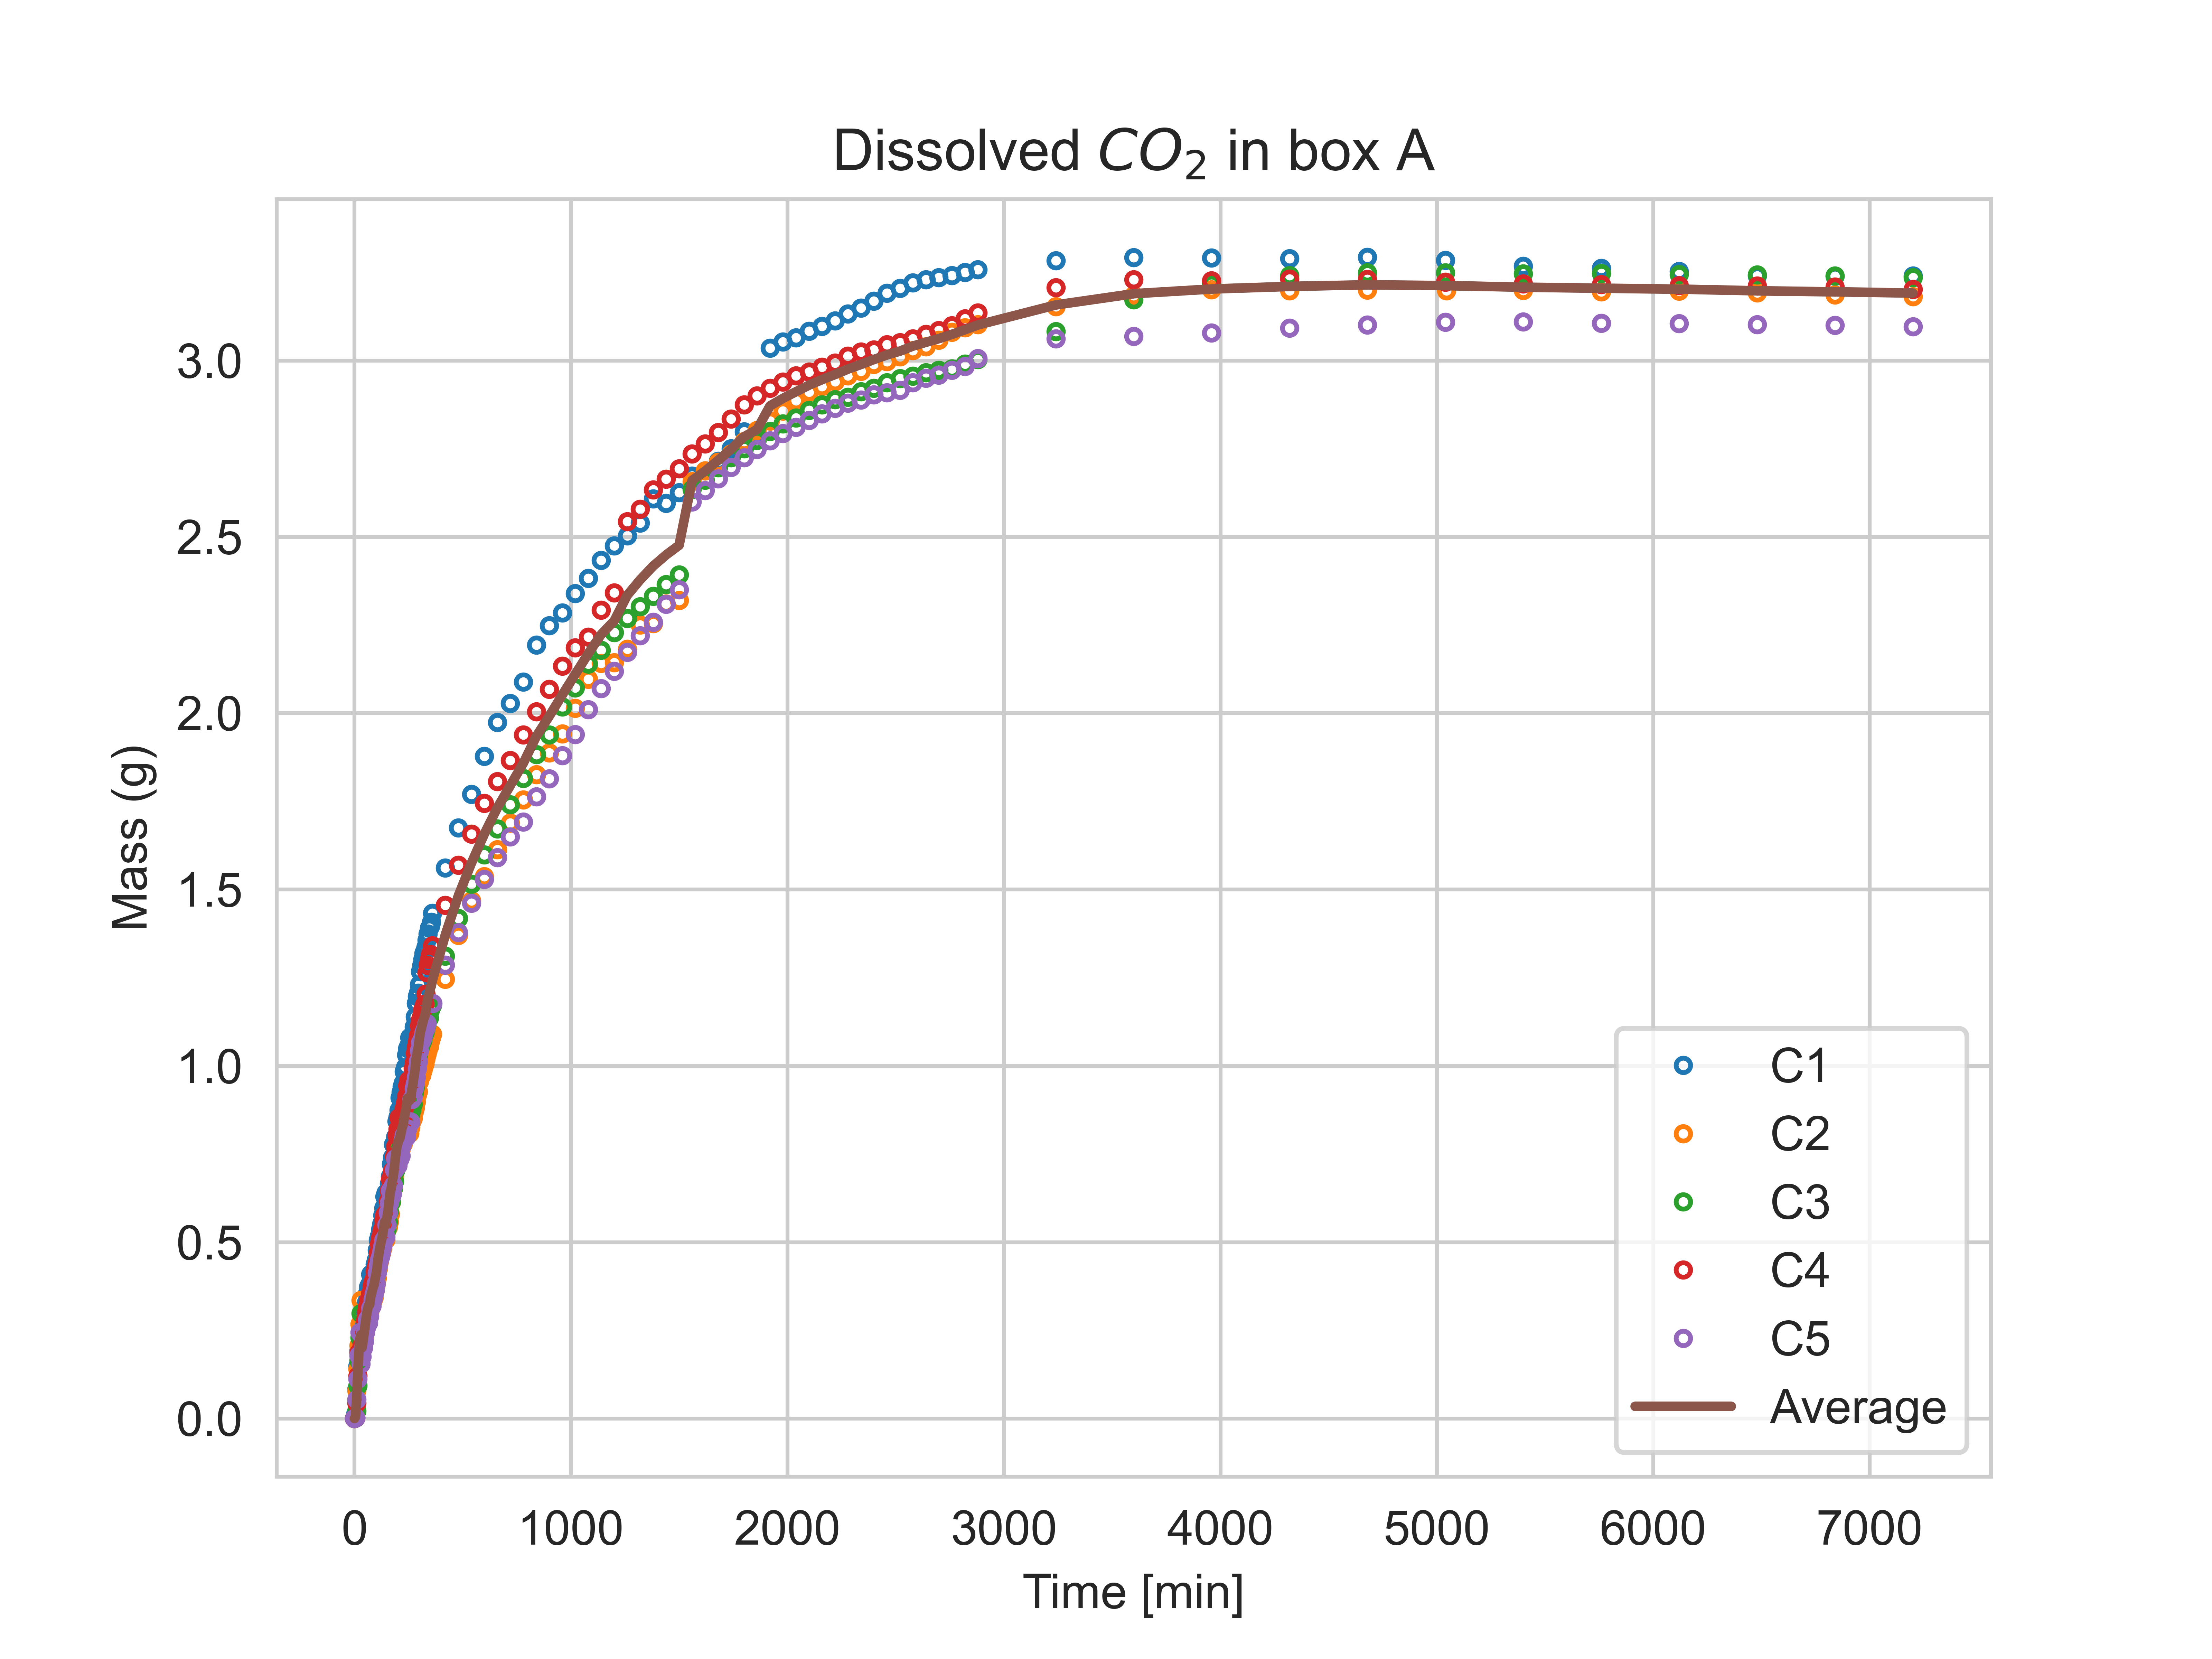 Dissolved CO₂ in box A
Mass (g)
3.0
2.5
2.0
1.5
1.0
0.5
0.0
0 1000 2000 3000 4000 5000 6000 7000
Time [min]
C1
C2
C3
C4
C5
Average